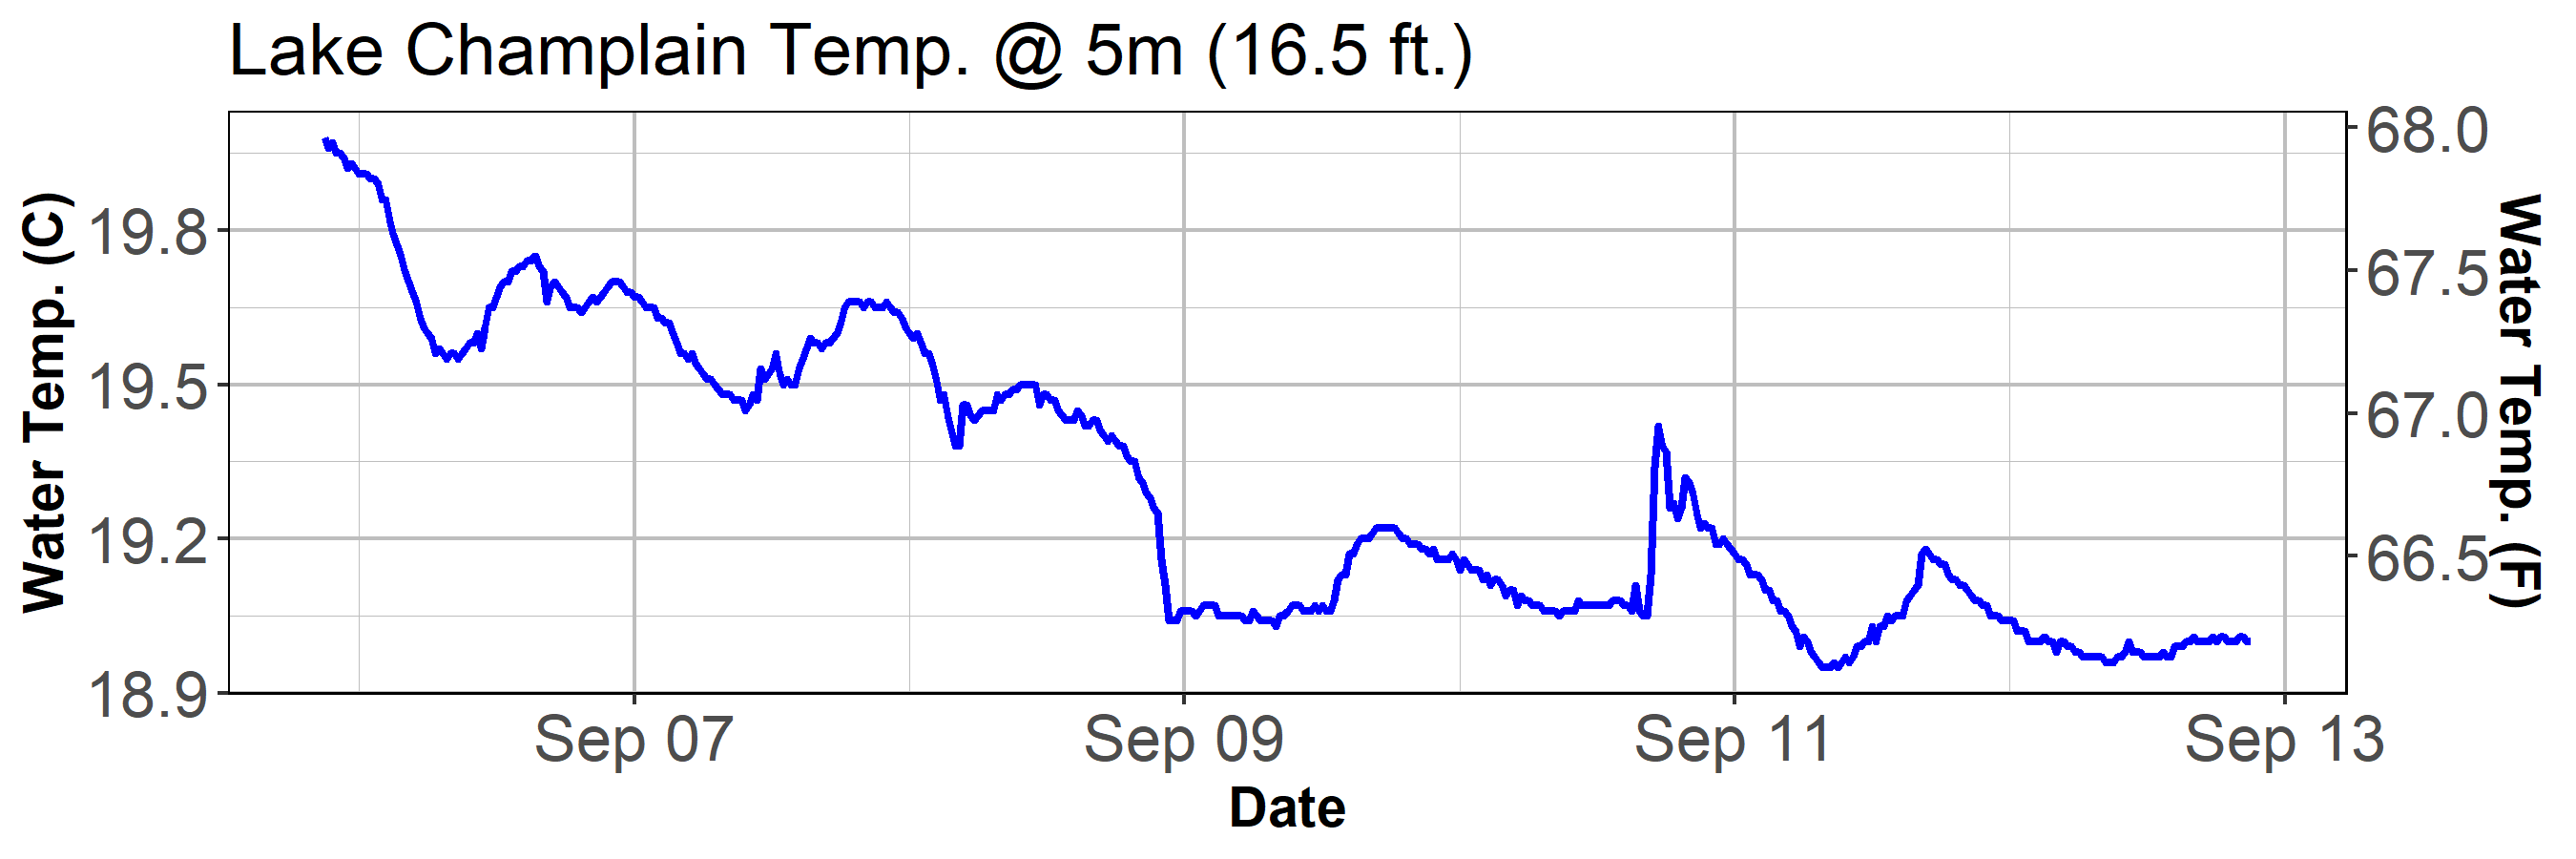 Lake Champlain Temp. @ 5m (16.5 ft.)
Water Temp. (C)
19.8
19.5
19.2
18.9
68.0
67.5
67.0
66.5
Water Temp. (F)
Sep 07 Sep 09 Sep 11 Sep 13
Date